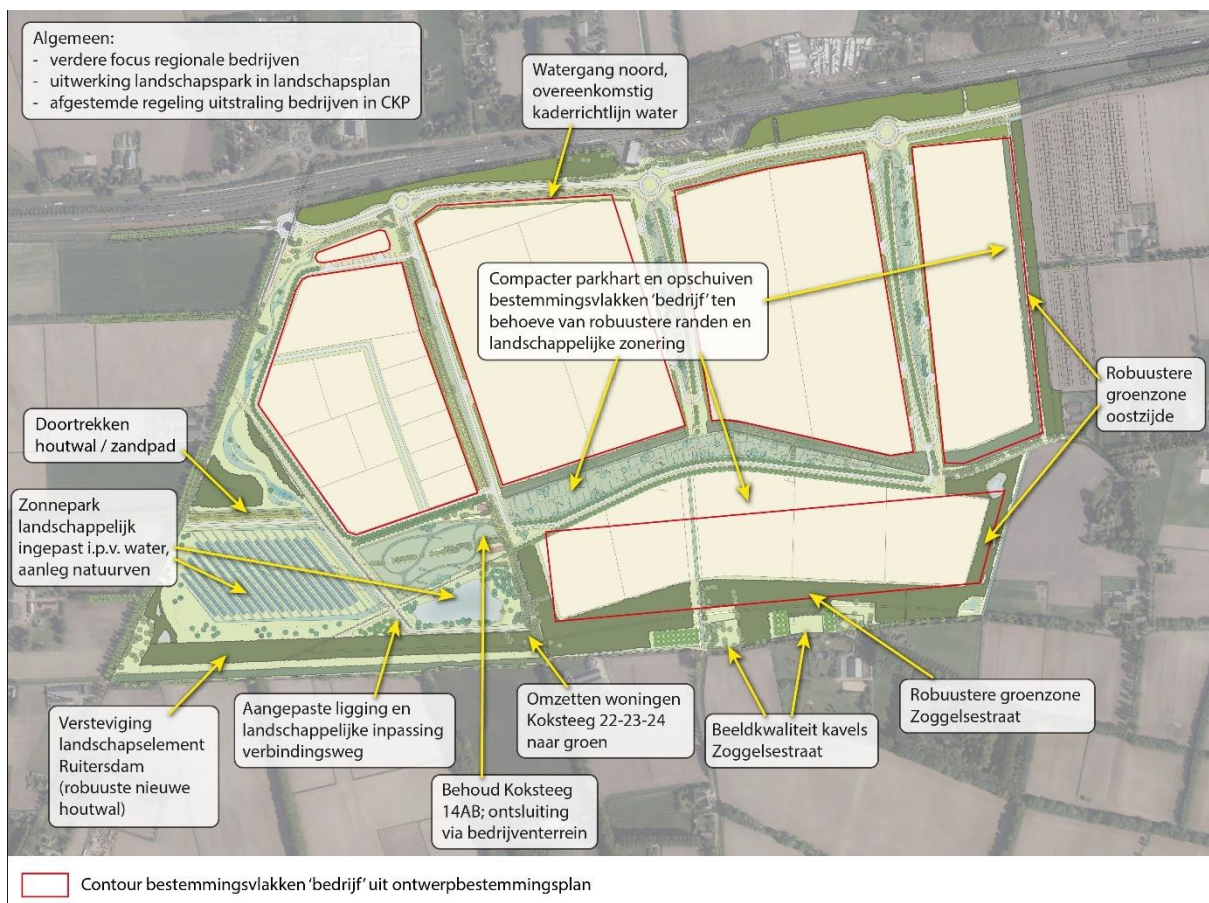 Algemeen:
- verdere focus regionale bedrijven
- uitwerking landschapspark in landschapsplan
- afgestemde regeling uitstraling bedrijven in CKP
Watergang noord,
overeenkomstig
kaderrichtlijn water
Compacter parkhart en opschuiven
bestemmingsvlakken 'bedrijf' ten
behoeve van robuustere randen en
landschappelijke zonering
Robuustere
groenzone
oostzijde
Doortrekken
houtwal / zandpad
Zonnepark
landschappelijk
ingepast i.p.v. water,
aanleg natuurven
Versteviging
landschapselement
Ruitersdam
(robuuste nieuwe
houtwal)
Aangepaste ligging en
landschappelijke inpassing
verbindingsweg
Behoud Koksteeg
14AB; ontsluiting
via bedrijventerrein
Omzetten woningen
Koksteeg 22-23-24
naar groen
Beeldkwaliteit kavels
Zoggelsestraat
Robuustere groenzone
Zoggelsestraat
Contour bestemmingsvlakken 'bedrijf' uit ontwerpbestemmingsplan